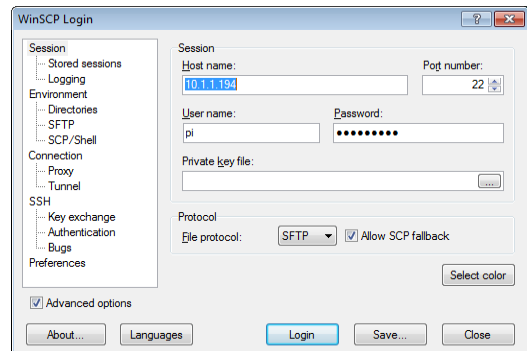 WinSCP Login
Session
Stored sessions
Logging
Environment
Directories
SFTP
SCP/Shell
Connection
Proxy
Tunnel
SSH
Key exchange
Authentication
Bugs
Preferences
Advanced options
Session
Host name:
Port number:
10.1.1.194
22
User name:
Password:
pi
●●●●●●●●●
Private key file:
...
Protocol
File protocol:
SFTP
Allow SCP fallback
Select color
About...
Languages
Login
Save...
Close